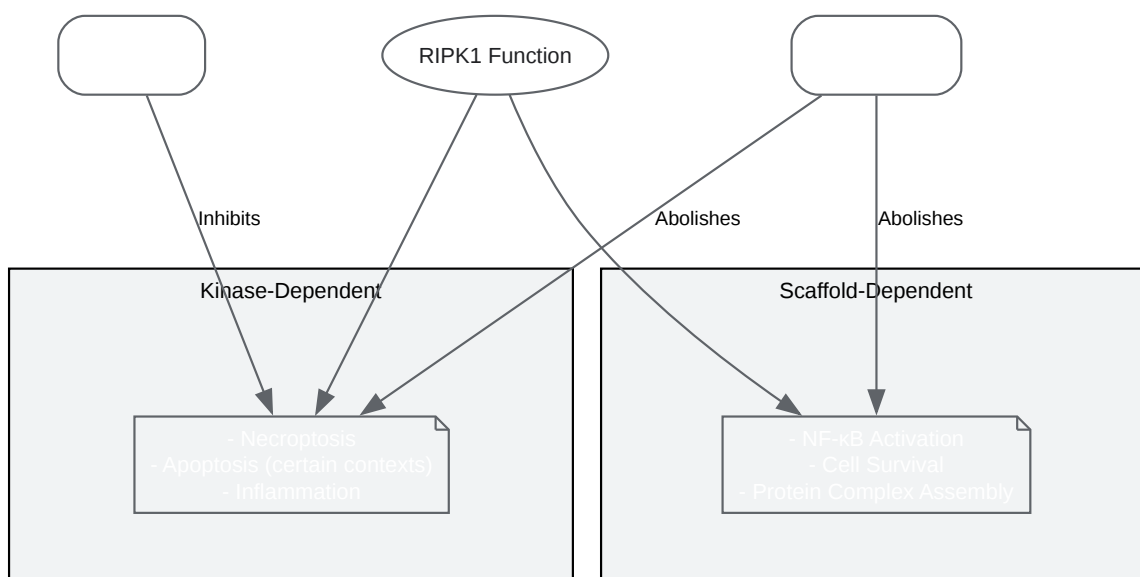 RIPK1 Function
Inhibits
Abolishes
Abolishes
Kinase-Dependent
Scaffold-Dependent
- Necroptosis
- Apoptosis (certain contexts)
- Inflammation
- NF-κB Activation
- Cell Survival
- Protein Complex Assembly